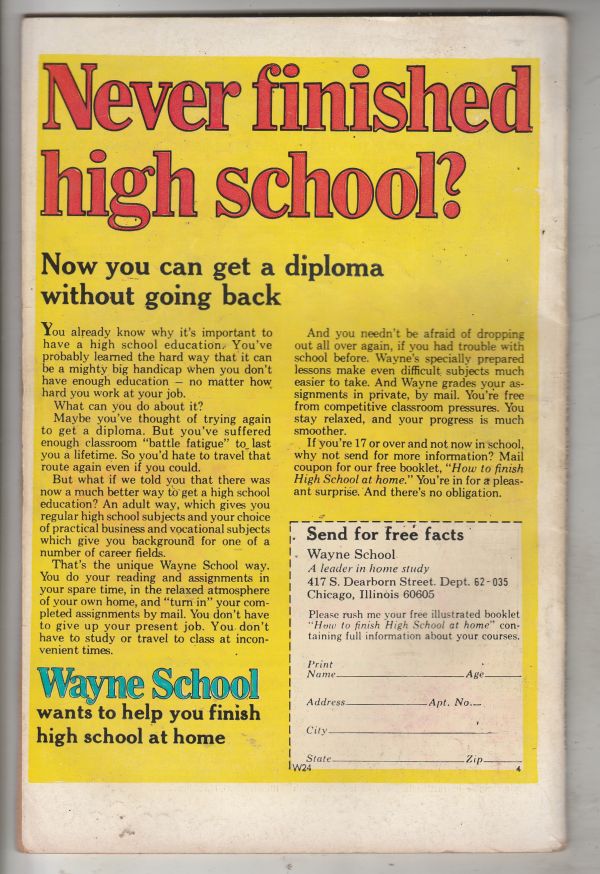 Never finished
high school?
Now you can get a diploma
without going back
You already know why it's important to
have a high school education. You've
probably learned the hard way that it can
be a mighty big handicap when you don't
have enough education — no matter how
hard you work at your job.
What can you do about it?
Maybe you've thought of trying again
to get a diploma. But you've suffered
enough classroom "battle fatigue" to last
you a lifetime. So you'd hate to travel that
route again even if you could.
But what if we told you that there was
now a much better way to get a high school
education? An adult way, which gives you
regular high school subjects and your choice
of practical business and vocational subjects
which give you background for one of a
number of career fields.
That's the unique Wayne School way.
You do your reading and assignments in
your spare time, in the relaxed atmosphere
of your own home, and "turn in" your com-
pleted assignments by mail. You don't have
to give up your present job. You don't
have to study or travel to class at incon-
venient times.
Wayne School
wants to help you finish
high school at home
And you needn't be afraid of dropping
out all over again, if you had trouble with
school before. Wayne's specially prepared
lessons make even difficult subjects much
easier to take. And Wayne grades your as-
signments in private, by mail. You're free
from competitive classroom pressures. You
stay relaxed, and your progress is much
smoother.
If you're 17 or over and not now in school,
why not send for more information? Mail
coupon for our free booklet, "How to finish
High School at home." You're in for a pleas-
ant surprise. And there's no obligation.
Send for free facts
Wayne School
A leader in home study
417 S. Dearborn Street. Dept. 62-035
Chicago, Illinois 60605
Please rush me your free illustrated booklet
"How to finish High School at home" con-
taining full information about your courses.
Print
Name Age
Address Apt. No.
City
State Zip
W24 4